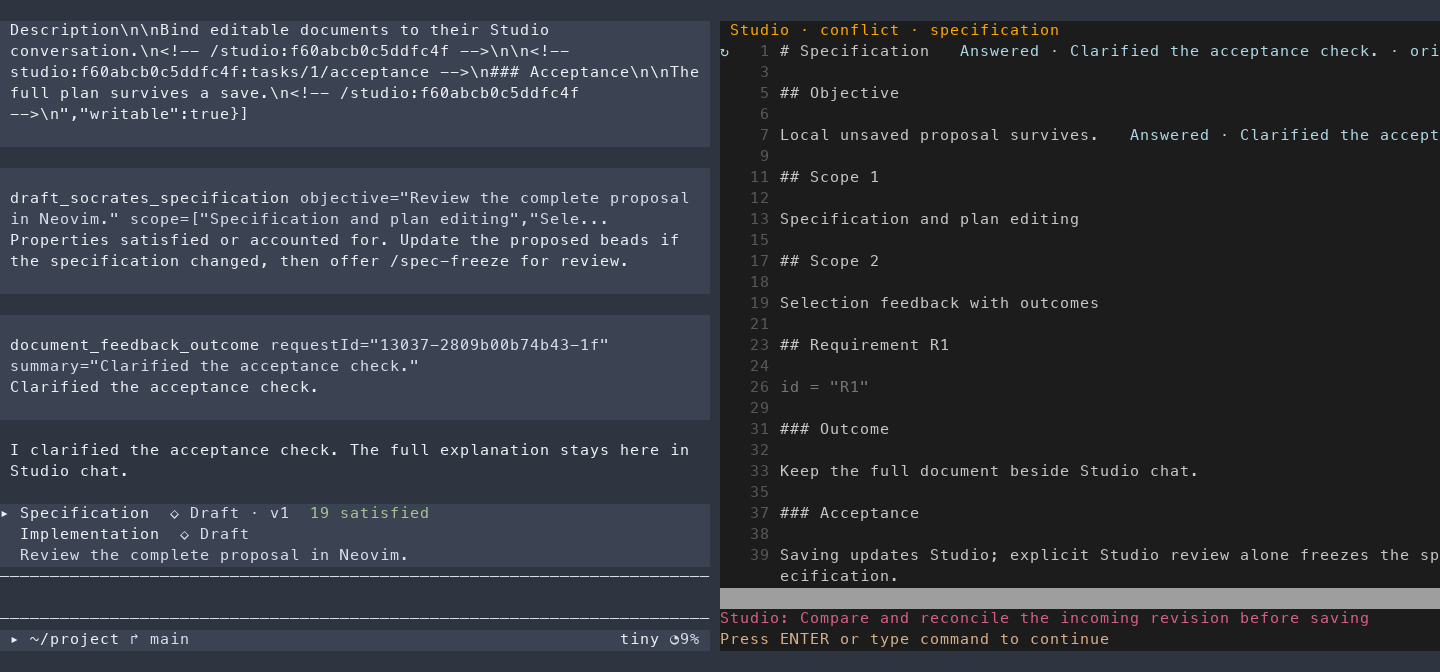 Description\n\nBind editable documents to their Studio
conversation.\n<!-- /studio:f60abcb0c5ddfc4f -->\n\n<!--
studio:f60abcb0c5ddfc4f:tasks/1/acceptance -->\n### Acceptance\n\nThe
full plan survives a save.\n<!-- /studio:f60abcb0c5ddfc4f
-->\n","writable":true}]
draft_socrates_specification objective="Review the complete proposal
in Neovim." scope=["Specification and plan editing","Sele...
Properties satisfied or accounted for. Update the proposed beads if
the specification changed, then offer /spec-freeze for review.
document_feedback_outcome requestId="13037-2809b00b74b43-1f"
summary="Clarified the acceptance check."
Clarified the acceptance check.
I clarified the acceptance check. The full explanation stays here in
Studio chat.
▸ Specification ◇ Draft · v1 19 satisfied
Implementation ◇ Draft
Review the complete proposal in Neovim.
▸ ~/project ↱ main tiny ◔9%
Studio · conflict · specification
↻ 1 # Specification Answered · Clarified the acceptance check. · ori
3
5 ## Objective
6
7 Local unsaved proposal survives. Answered · Clarified the accept
9
11 ## Scope 1
12
13 Specification and plan editing
15
17 ## Scope 2
18
19 Selection feedback with outcomes
21
23 ## Requirement R1
24
26 id = "R1"
29
31 ### Outcome
32
33 Keep the full document beside Studio chat.
35
37 ### Acceptance
38
39 Saving updates Studio; explicit Studio review alone freezes the sp
ecification.
Studio: Compare and reconcile the incoming revision before saving
Press ENTER or type command to continue